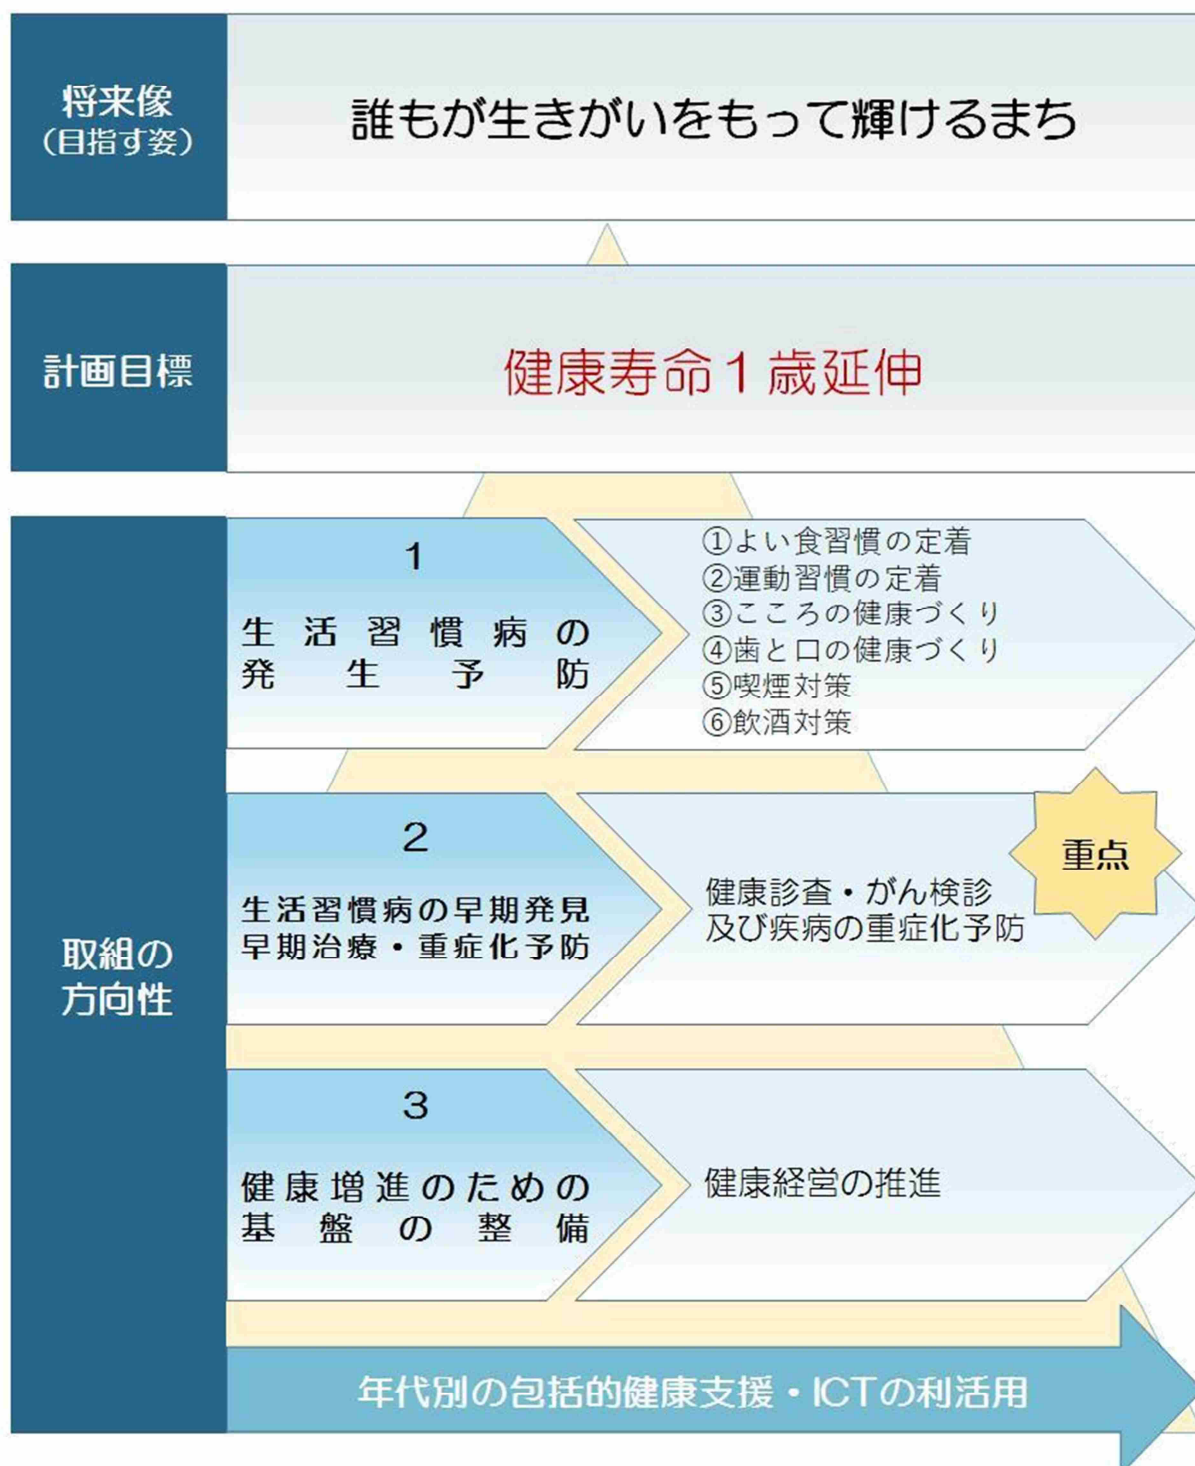 将来像
（目指す姿）
誰もが生きがいをもって輝けるまち
計画目標
健康寿命１歳延伸
取組の
方向性
1
生活習慣病の
発生予防
①よい食習慣の定着
②運動習慣の定着
③こころの健康づくり
④歯と口の健康づくり
⑤喫煙対策
⑥飲酒対策
2
生活習慣病の早期発見
早期治療・重症化予防
健康診査・がん検診
及び疾病の重症化予防
重点
3
健康増進のための
基盤の整備
健康経営の推進
年代別の包括的健康支援・ICTの利活用